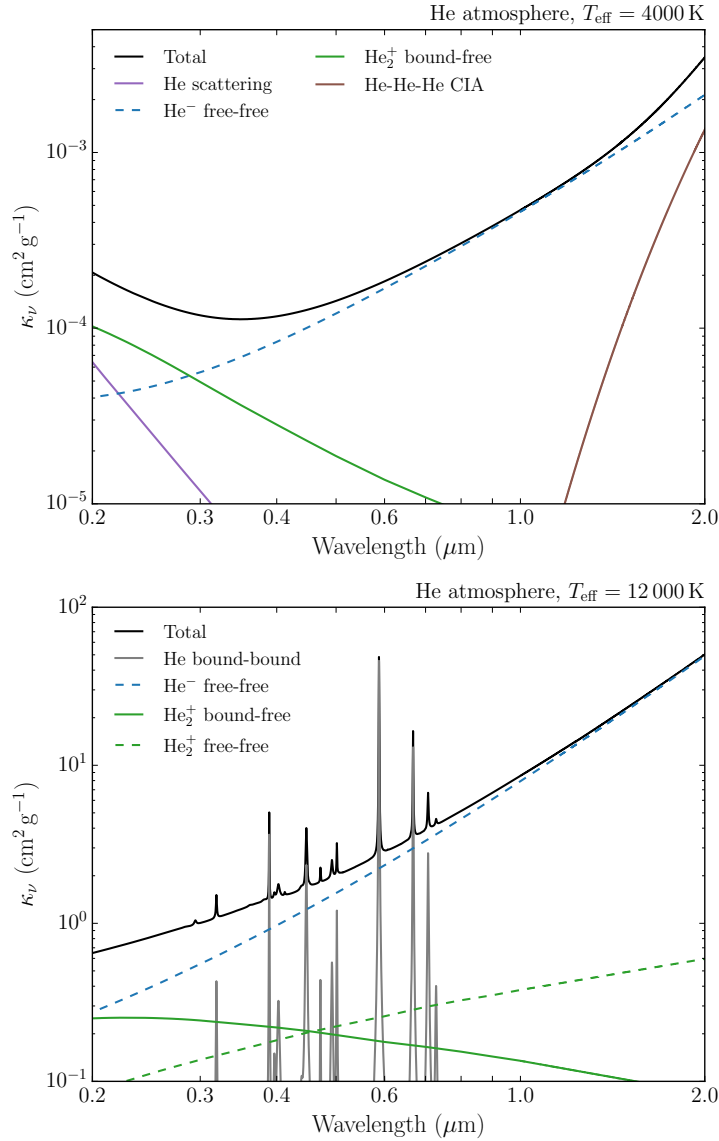 He atmosphere, T_eff = 4000 K
Total
He scattering
He⁻ free-free
He₂⁺ bound-free
He-He-He CIA
10⁻³
10⁻⁴
10⁻⁵
κ_ν (cm² g⁻¹)
0.2 0.3 0.4 0.6 1.0 2.0
Wavelength (μm)
He atmosphere, T_eff = 12 000 K
Total
He bound-bound
He⁻ free-free
He₂⁺ bound-free
He₂⁺ free-free
10²
10¹
10⁰
10⁻¹
κ_ν (cm² g⁻¹)
0.2 0.3 0.4 0.6 1.0 2.0
Wavelength (μm)